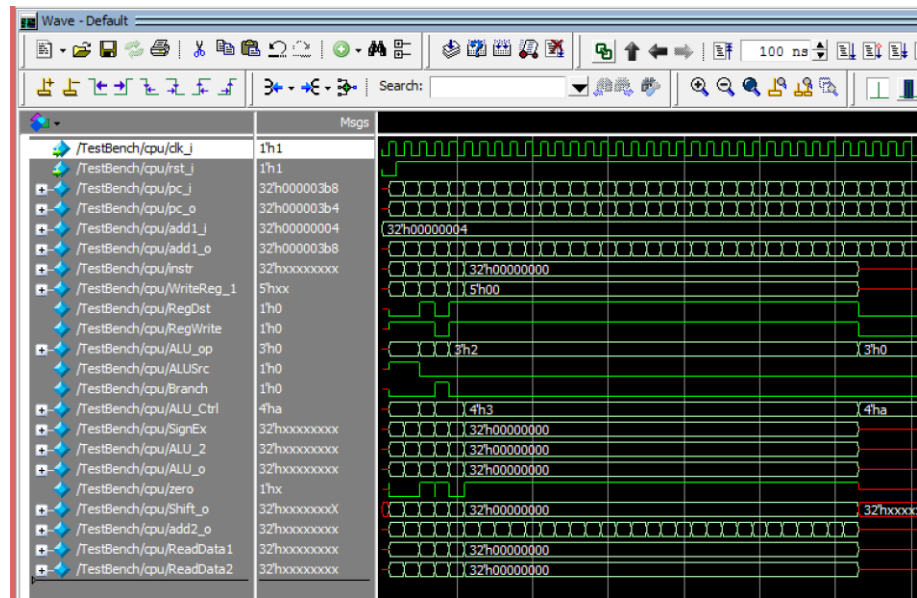 Wave - Default
100 ns
Search:
Msgs
/TestBench/cpu/clk_i 1'h1
/TestBench/cpu/rst_i 1'h1
/TestBench/cpu/pc_i 32'h000003b8
/TestBench/cpu/pc_o 32'h000003b4
/TestBench/cpu/add1_i 32'h00000004 32'h00000004
/TestBench/cpu/add1_o 32'h000003b8
/TestBench/cpu/instr 32'hxxxxxxxx 32'h00000000
/TestBench/cpu/WriteReg_1 5'hxx 5'h00
/TestBench/cpu/RegDst 1'h0
/TestBench/cpu/RegWrite 1'h0
/TestBench/cpu/ALU_op 3'h0 3'h2 3'h0
/TestBench/cpu/ALUSrc 1'h0
/TestBench/cpu/Branch 1'h0
/TestBench/cpu/ALU_Ctrl 4'ha 4'h3 4'ha
/TestBench/cpu/SignEx 32'hxxxxxxxx 32'h00000000
/TestBench/cpu/ALU_2 32'hxxxxxxxx 32'h00000000
/TestBench/cpu/ALU_o 32'hxxxxxxxx 32'h00000000
/TestBench/cpu/zero 1'hx
/TestBench/cpu/Shift_o 32'hxxxxxxxX 32'h00000000 32'hxxxx
/TestBench/cpu/add2_o 32'hxxxxxxxx
/TestBench/cpu/ReadData1 32'hxxxxxxxx 32'h00000000
/TestBench/cpu/ReadData2 32'hxxxxxxxx 32'h00000000